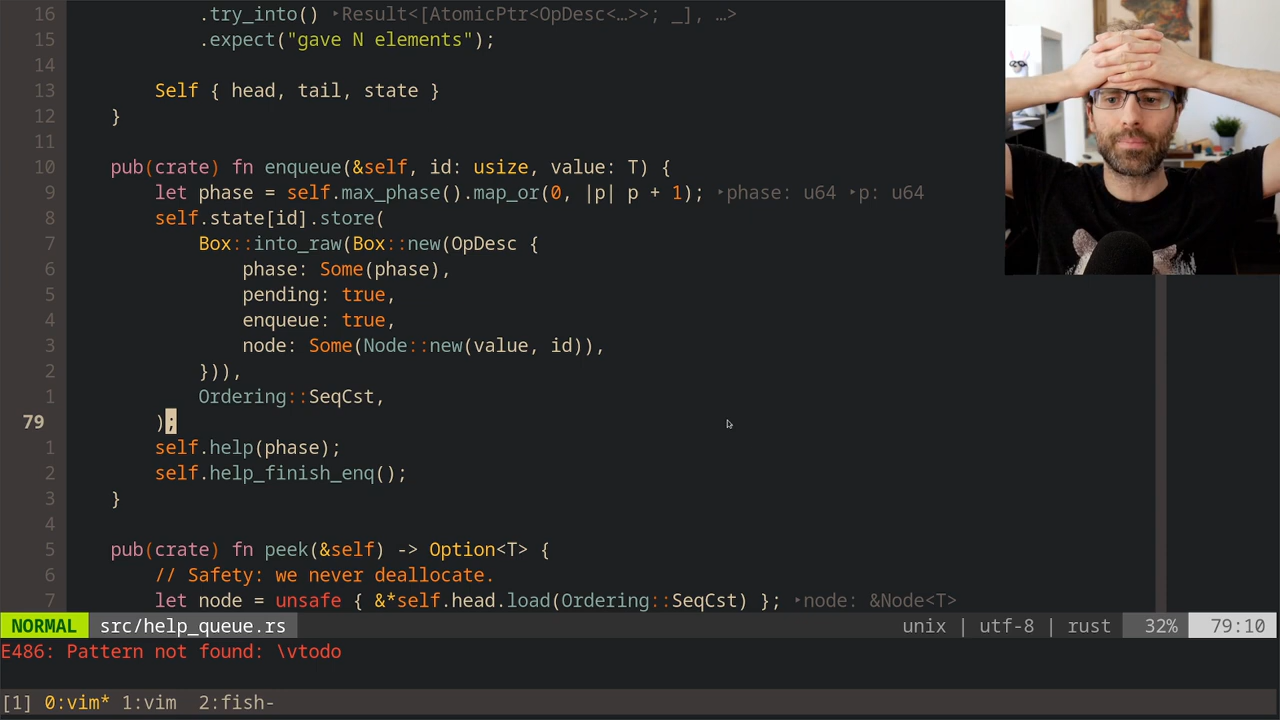 16 .try_into() ‣Result<[AtomicPtr<OpDesc<…>>; _], …>
15 .expect("gave N elements");
14
13 Self { head, tail, state }
12 }
11
10 pub(crate) fn enqueue(&self, id: usize, value: T) {
9 let phase = self.max_phase().map_or(0, |p| p + 1); ‣phase: u64 ‣p: u64
8 self.state[id].store(
7 Box::into_raw(Box::new(OpDesc {
6 phase: Some(phase),
5 pending: true,
4 enqueue: true,
3 node: Some(Node::new(value, id)),
2 })),
1 Ordering::SeqCst,
79 );
1 self.help(phase);
2 self.help_finish_enq();
3 }
4
5 pub(crate) fn peek(&self) -> Option<T> {
6 // Safety: we never deallocate.
7 let node = unsafe { &*self.head.load(Ordering::SeqCst) }; ‣node: &Node<T>
NORMAL src/help_queue.rs unix | utf-8 | rust 32% 79:10
E486: Pattern not found: \vtodo
[1] 0:vim* 1:vim 2:fish-